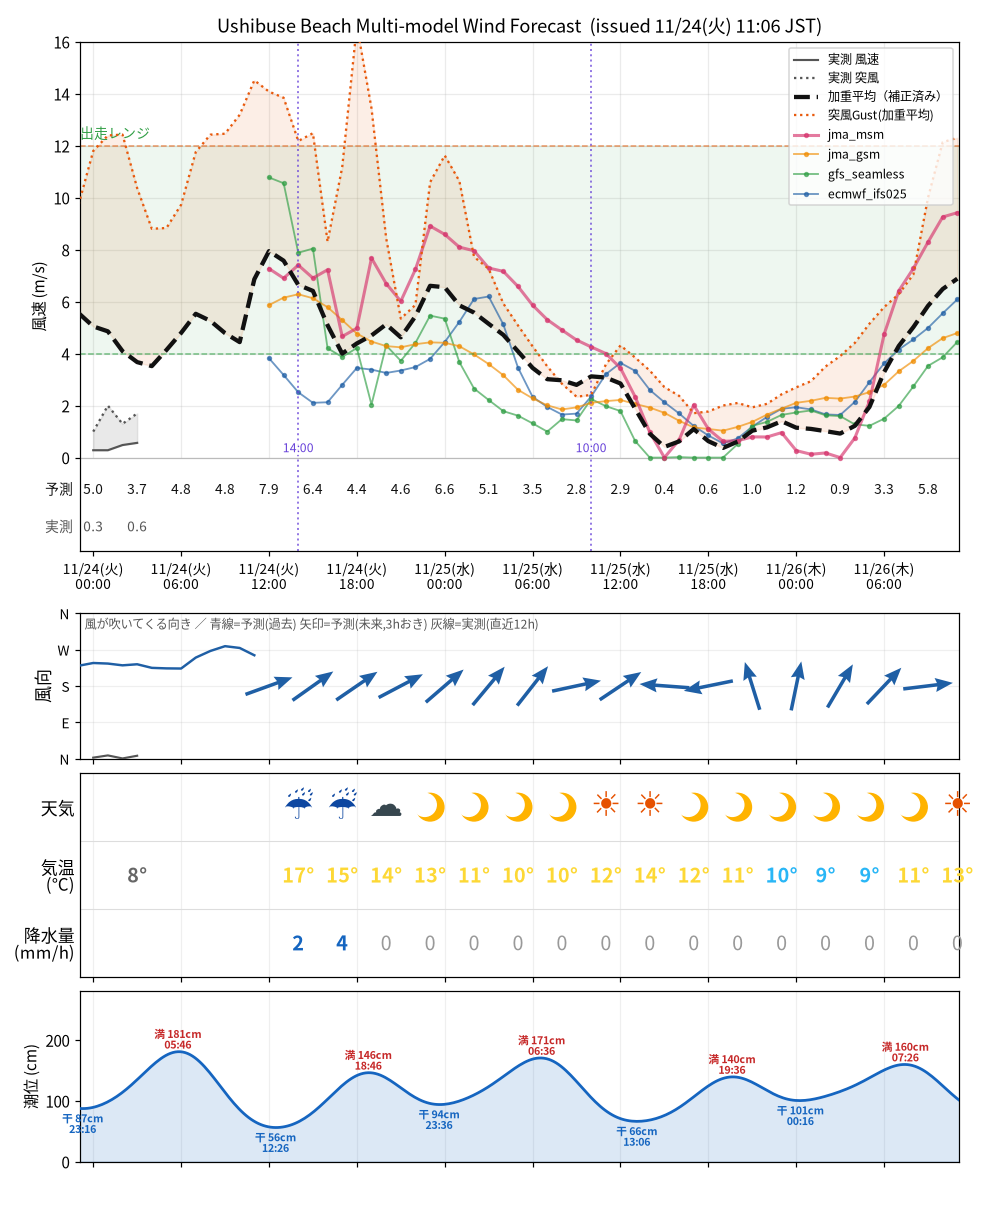 Ushibuse Beach Multi-model Wind Forecast (issued 11/24(火) 11:06 JST)
16
14
12
10
8
6
4
2
0
風速 (m/s)
出走レンジ
実測 風速
実測 突風
加重平均（補正済み）
突風Gust(加重平均)
jma_msm
jma_gsm
gfs_seamless
ecmwf_ifs025
14:00
10:00
予測 5.0 3.7 4.8 4.8 7.9 6.4 4.4 4.6 6.6 5.1 3.5 2.8 2.9 0.4 0.6 1.0 1.2 0.9 3.3 5.8
実測 0.3 0.6
11/24(火) 11/24(火) 11/24(火) 11/24(火) 11/25(水) 11/25(水) 11/25(水) 11/25(水) 11/26(木) 11/26(木)
00:00 06:00 12:00 18:00 00:00 06:00 12:00 18:00 00:00 06:00
風が吹いてくる向き ／ 青線=予測(過去) 矢印=予測(未来,3hおき) 灰線=実測(直近12h)
風向
N
W
S
E
N
天気
気温
(℃)
8° 17° 15° 14° 13° 11° 10° 10° 12° 14° 12° 11° 10° 9° 9° 11° 13°
降水量
(mm/h)
2 4 0 0 0 0 0 0 0 0 0 0 0 0 0 0
潮位 (cm)
200
100
0
干 87cm
23:16
満 181cm
05:46
干 56cm
12:26
満 146cm
18:46
干 94cm
23:36
満 171cm
06:36
干 66cm
13:06
満 140cm
19:36
干 101cm
00:16
満 160cm
07:26